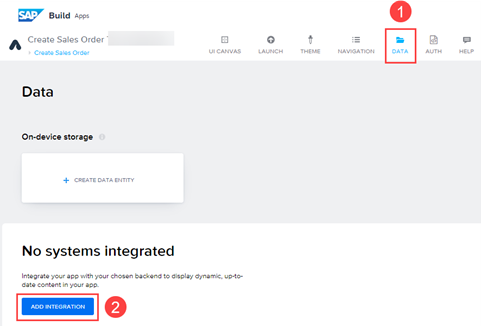 SAP Build Apps
1
Create Sales Order
> Create Sales Order
UI CANVAS LAUNCH THEME NAVIGATION DATA AUTH HELP
Data
On-device storage
+ CREATE DATA ENTITY
No systems integrated
Integrate your app with your chosen backend to display dynamic, up-to-
date content in your app.
ADD INTEGRATION 2